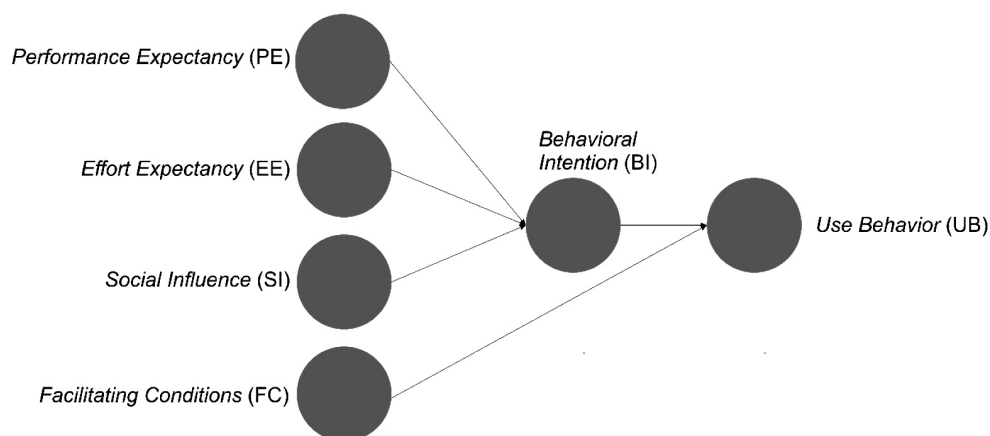 Performance Expectancy (PE)
Effort Expectancy (EE)
Social Influence (SI)
Facilitating Conditions (FC)
Behavioral
Intention (BI)
Use Behavior (UB)